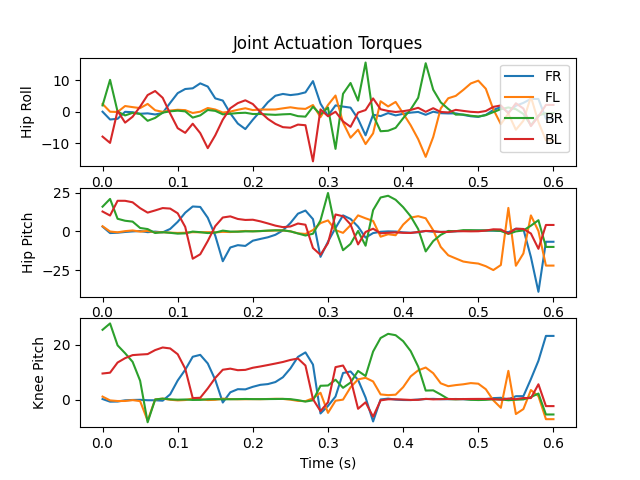 Joint Actuation Torques
Hip Roll
10
0
−10
0.0 0.1 0.2 0.3 0.4 0.5 0.6
FR
FL
BR
BL
Hip Pitch
25
0
−25
0.0 0.1 0.2 0.3 0.4 0.5 0.6
Knee Pitch
20
0
0.0 0.1 0.2 0.3 0.4 0.5 0.6
Time (s)